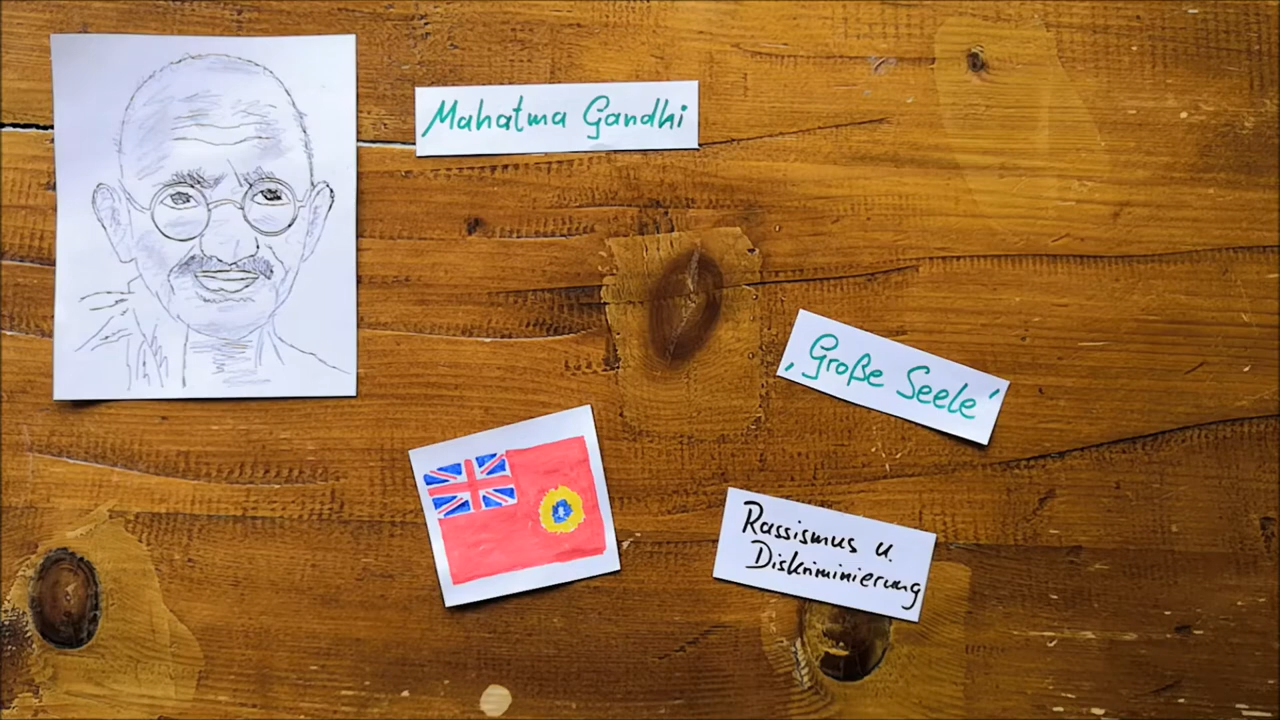 Mahatma Gandhi
‚Große Seele‘
Rassismus u.
Diskriminierung